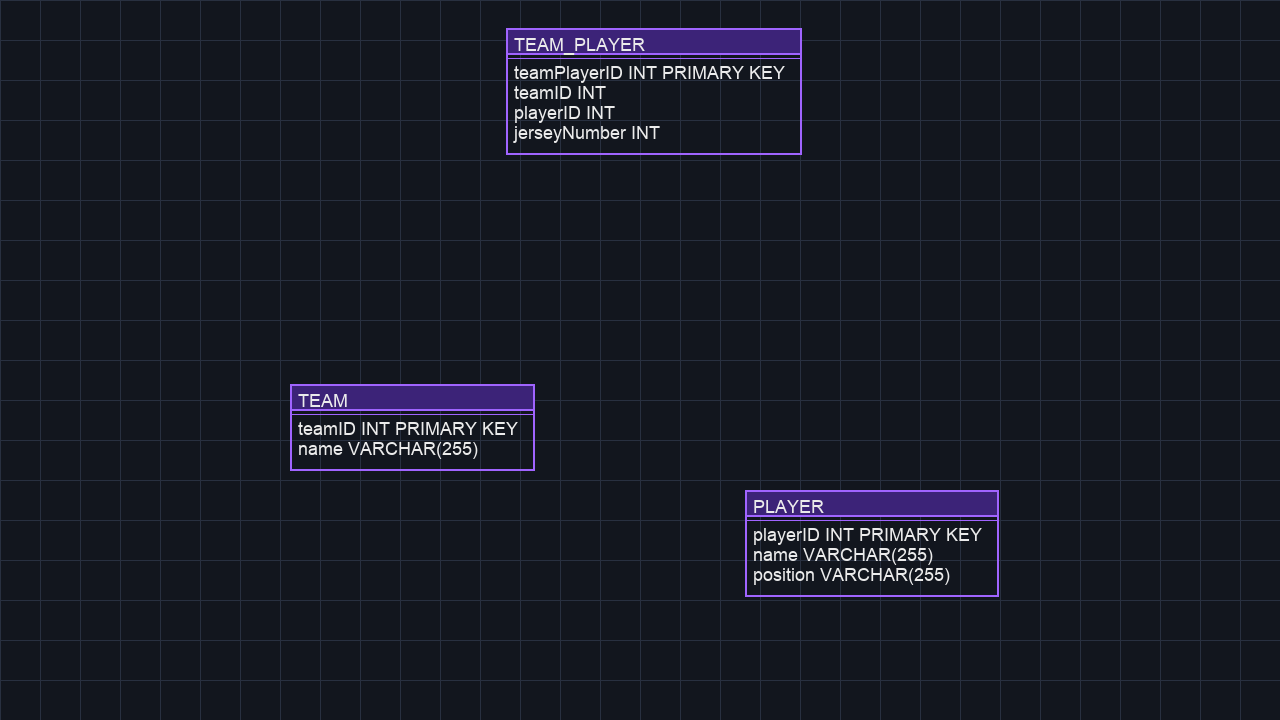 TEAM_PLAYER
teamPlayerID INT PRIMARY KEY
teamID INT
playerID INT
jerseyNumber INT
TEAM
teamID INT PRIMARY KEY
name VARCHAR(255)
PLAYER
playerID INT PRIMARY KEY
name VARCHAR(255)
position VARCHAR(255)